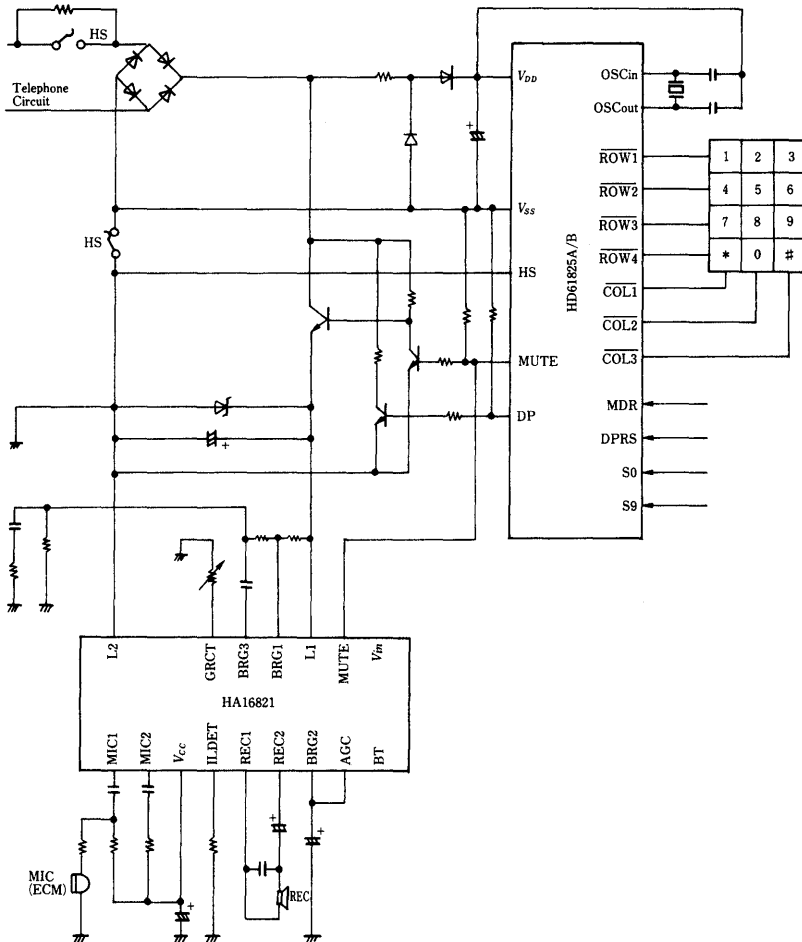 HS
Telephone
Circuit
V_DD
OSCin
OSCout
ROW1
1 2 3
ROW2
4 5 6
V_SS
ROW3
7 8 9
HS
HS
ROW4
* 0 #
HD61825A/B
COL1
COL2
MUTE
COL3
DP
MDR
DPRS
+
S0
S9
L2
GRCT
BRG3
BRG1
L1
MUTE
Vin
HA16821
MIC1
MIC2
Vcc
ILDET
REC1
REC2
BRG2
AGC
BT
+
+
MIC
(ECM)
REC
+
+